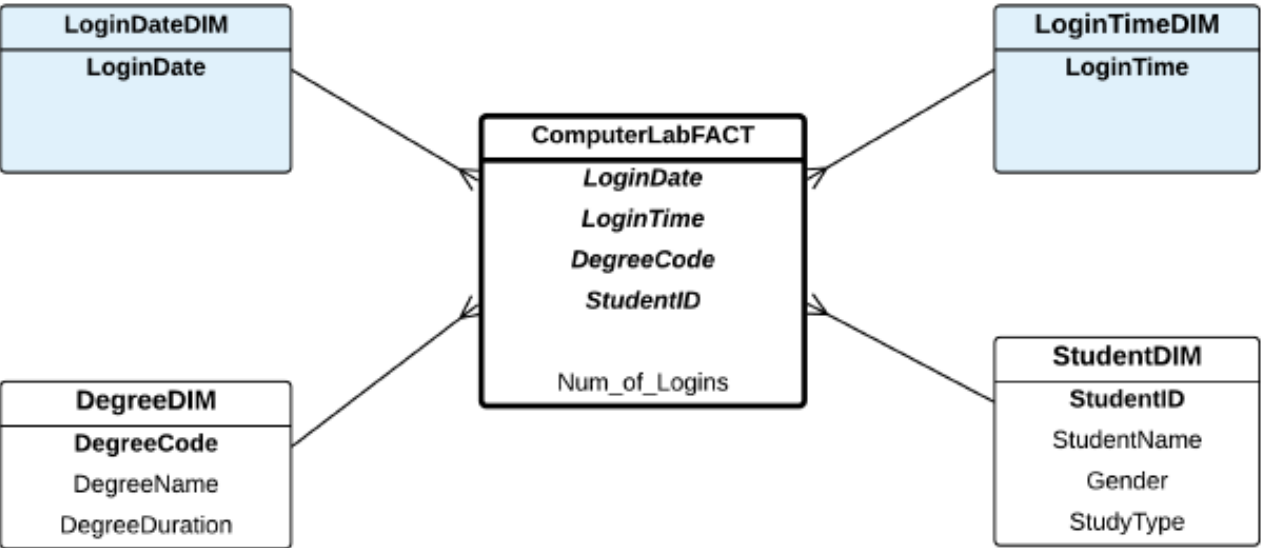 LoginDateDIM
LoginDate
LoginTimeDIM
LoginTime
ComputerLabFACT
LoginDate
LoginTime
DegreeCode
StudentID
Num_of_Logins
DegreeDIM
DegreeCode
DegreeName
DegreeDuration
StudentDIM
StudentID
StudentName
Gender
StudyType